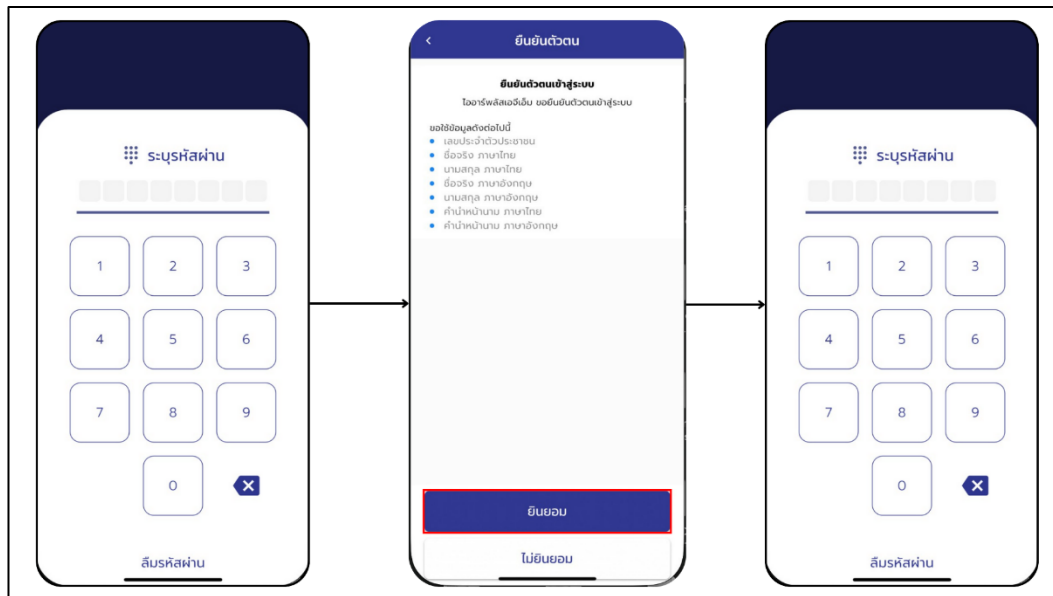 ระบุรหัสผ่าน
1 2 3
4 5 6
7 8 9
0
ลืมรหัสผ่าน
ยืนยันตัวตน
ยืนยันตัวตนเข้าสู่ระบบ
ไออาร์พลัสเอจีเอ็ม ขอยืนยันตัวตนเข้าสู่ระบบ
ขอใช้ข้อมูลดังต่อไปนี้
เลขประจำตัวประชาชน
ชื่อจริง ภาษาไทย
นามสกุล ภาษาไทย
ชื่อจริง ภาษาอังกฤษ
นามสกุล ภาษาอังกฤษ
คำนำหน้านาม ภาษาไทย
คำนำหน้านาม ภาษาอังกฤษ
ยินยอม
ไม่ยินยอม
ระบุรหัสผ่าน
1 2 3
4 5 6
7 8 9
0
ลืมรหัสผ่าน